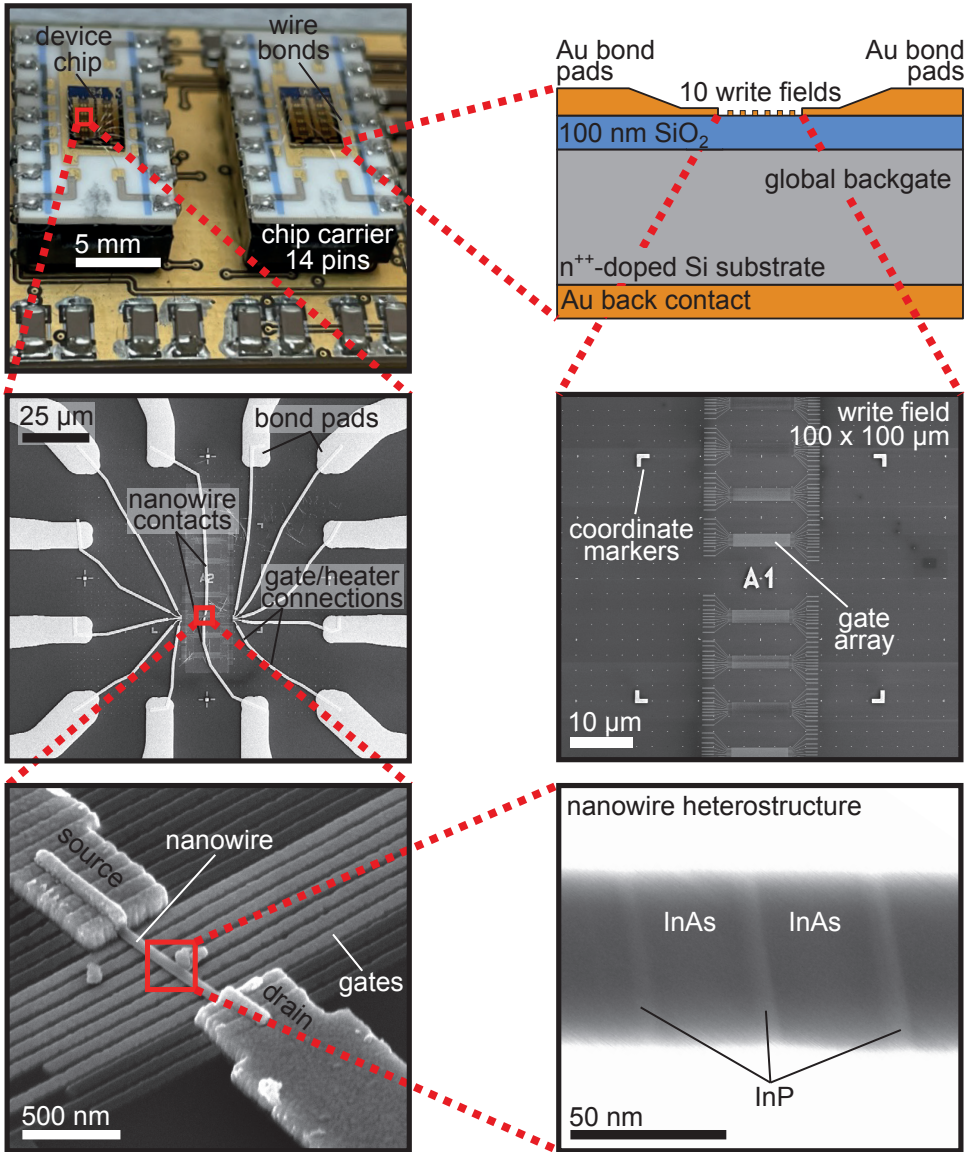 device
chip
wire
bonds
5 mm
chip carrier
14 pins
Au bond
pads
Au bond
pads
10 write fields
100 nm SiO₂
global backgate
n⁺⁺-doped Si substrate
Au back contact
25 µm
bond pads
nanowire
contacts
A2
gate/heater
connections
write field
100 x 100 µm
coordinate
markers
A1
gate
array
10 µm
source
nanowire
gates
drain
500 nm
nanowire heterostructure
InAs
InAs
InP
50 nm